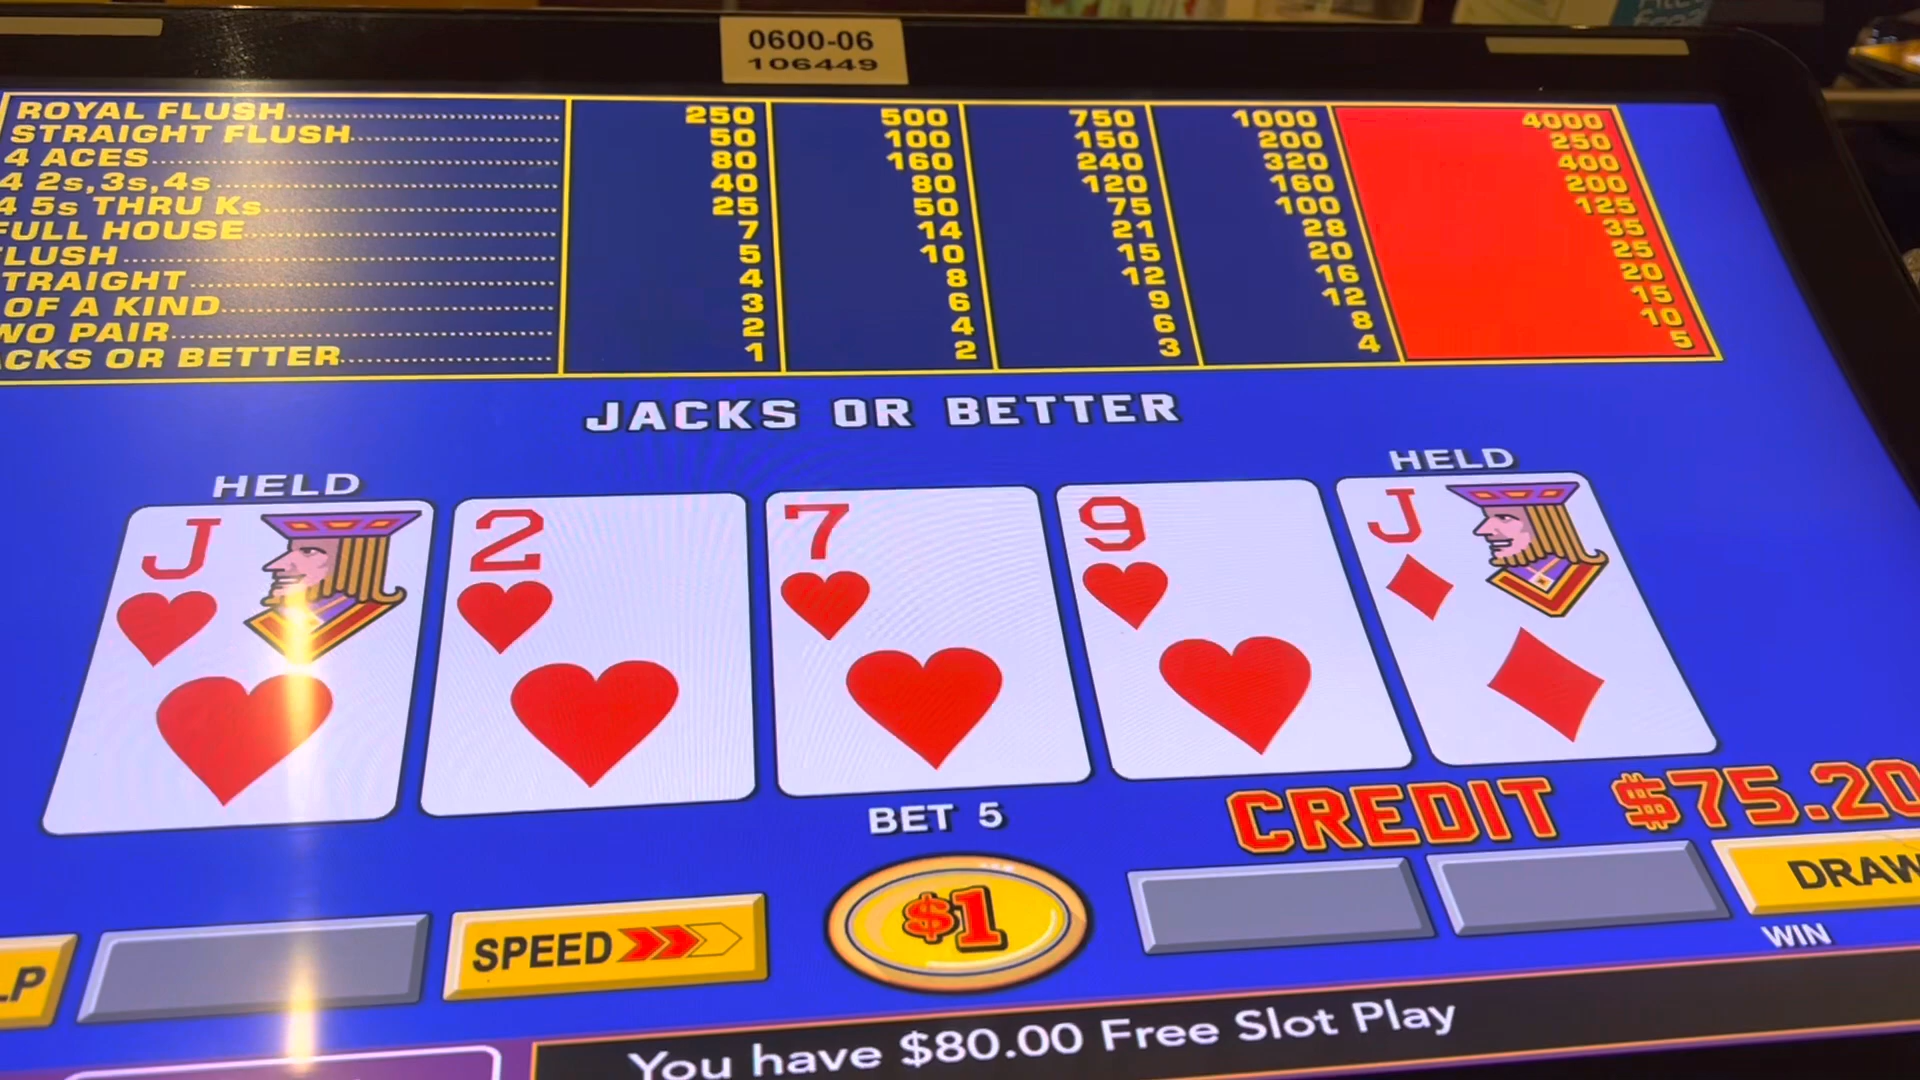 0600-06
106449
ROYAL FLUSH 250 500 750 1000 4000
STRAIGHT FLUSH 50 100 150 200 250
4 ACES 80 160 240 320 400
4 2s,3s,4s 40 80 120 160 200
4 5s THRU Ks 25 50 75 100 125
FULL HOUSE 7 14 21 28 35
FLUSH 5 10 15 20 25
TRAIGHT 4 8 12 16 20
OF A KIND 3 6 9 12 15
WO PAIR 2 4 6 8 10
ACKS OR BETTER 1 2 3 4 5
JACKS OR BETTER
HELD HELD
J 2 7 9 J
BET 5
CREDIT $75.20
LP
SPEED
$1
DRAW
WIN
You have $80.00 Free Slot Play